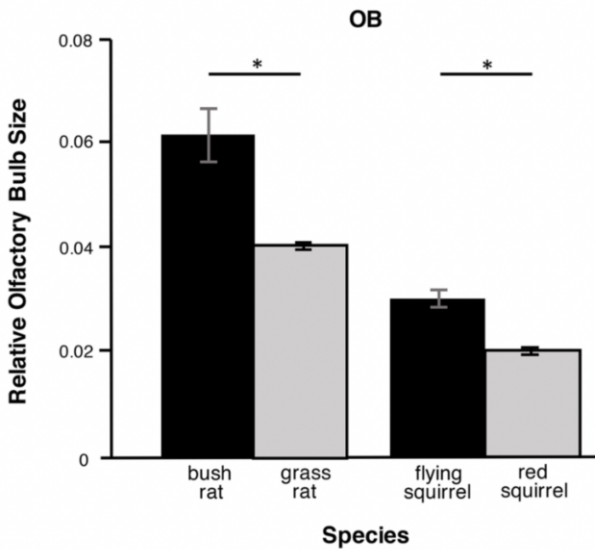 OB
0.08
0.06
0.04
0.02
0
Relative Olfactory Bulb Size
*
*
bush
rat
grass
rat
flying
squirrel
red
squirrel
Species